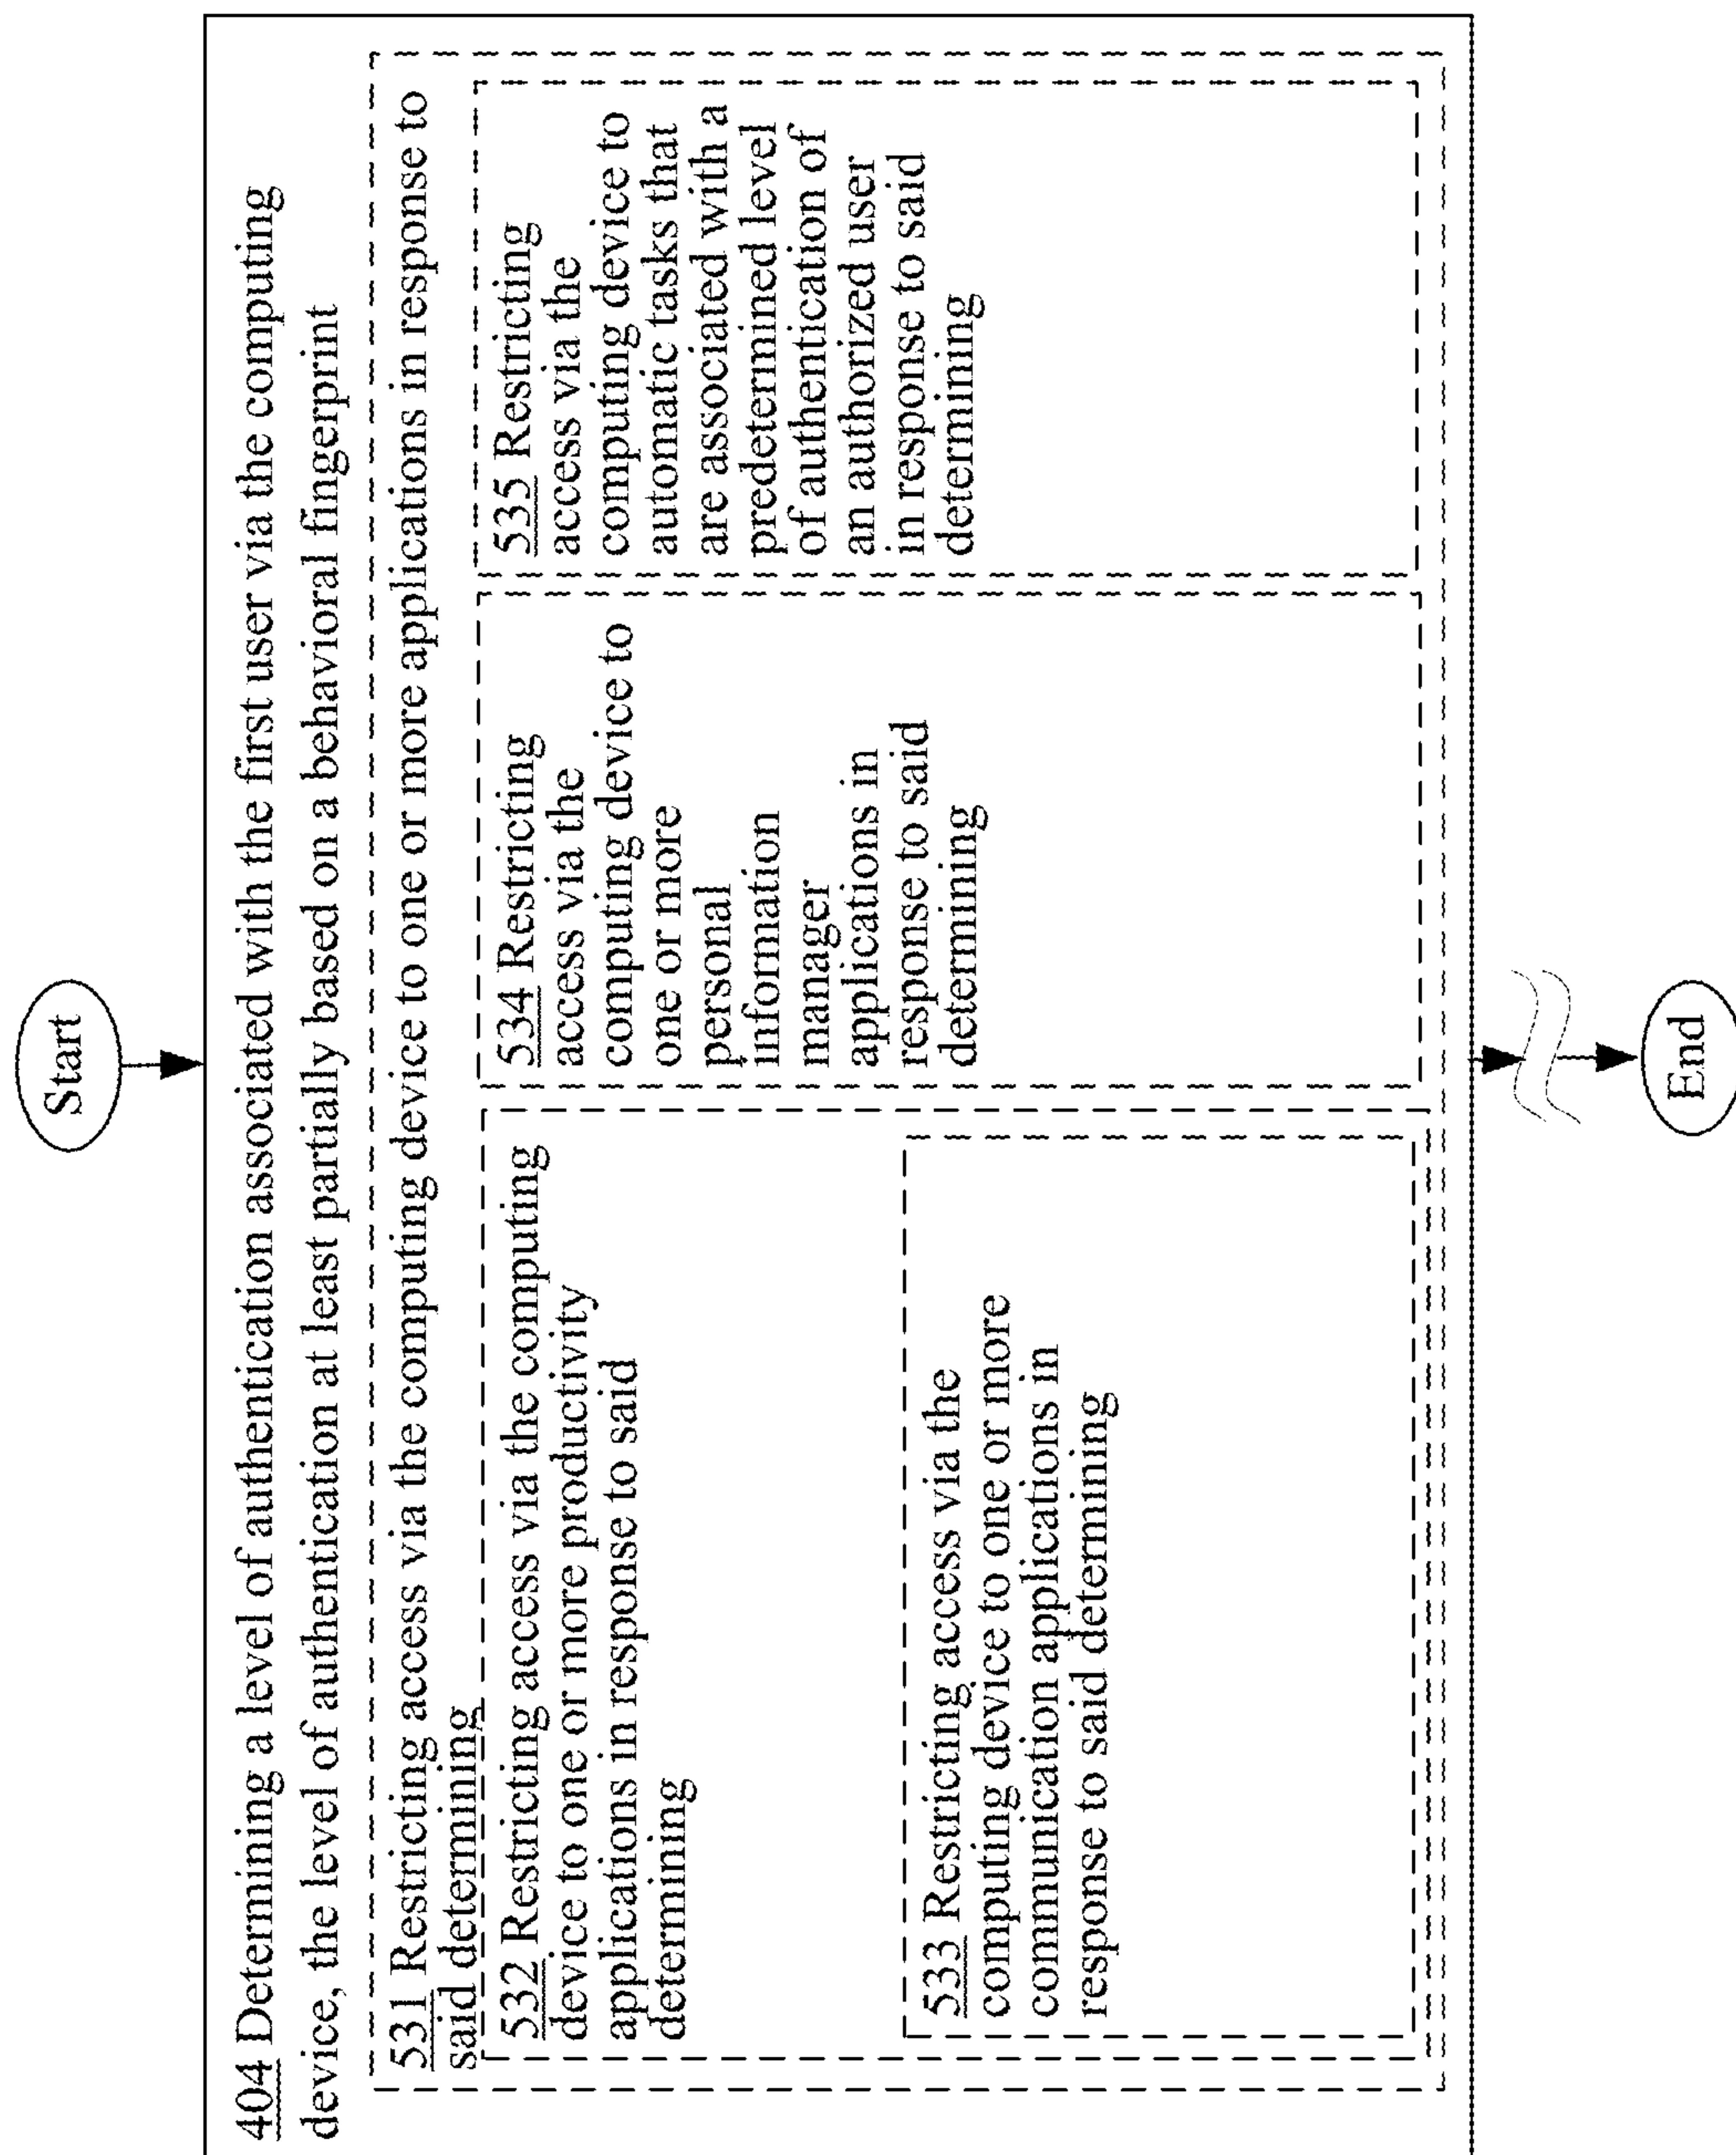 Start
404 Determining a level of authentication associated with the first user via the computing
device, the level of authentication at least partially based on a behavioral fingerprint
531 Restricting access via the computing device to one or more applications in response to
said determining
532 Restricting access via the computing
device to one or more productivity
applications in response to said
determining
533 Restricting access via the
computing device to one or more
communication applications in
response to said determining
534 Restricting
access via the
computing device to
one or more
personal
information
manager
applications in
response to said
determining
535 Restricting
access via the
computing device to
automatic tasks that
are associated with a
predetermined level
of authentication of
an authorized user
in response to said
determining
End